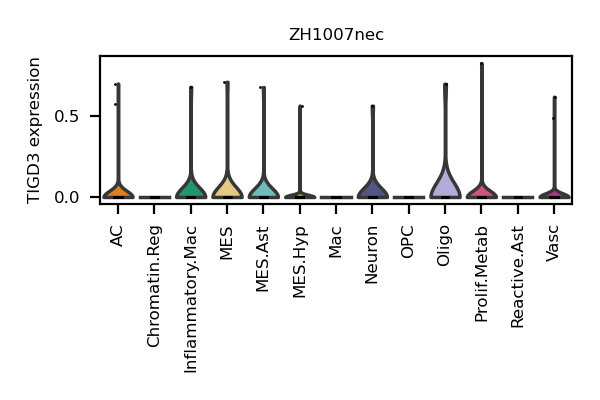 ZH1007nec
TIGD3 expression
0.5
0.0
AC
Chromatin.Reg
Inflammatory.Mac
MES
MES.Ast
MES.Hyp
Mac
Neuron
OPC
Oligo
Prolif.Metab
Reactive.Ast
Vasc